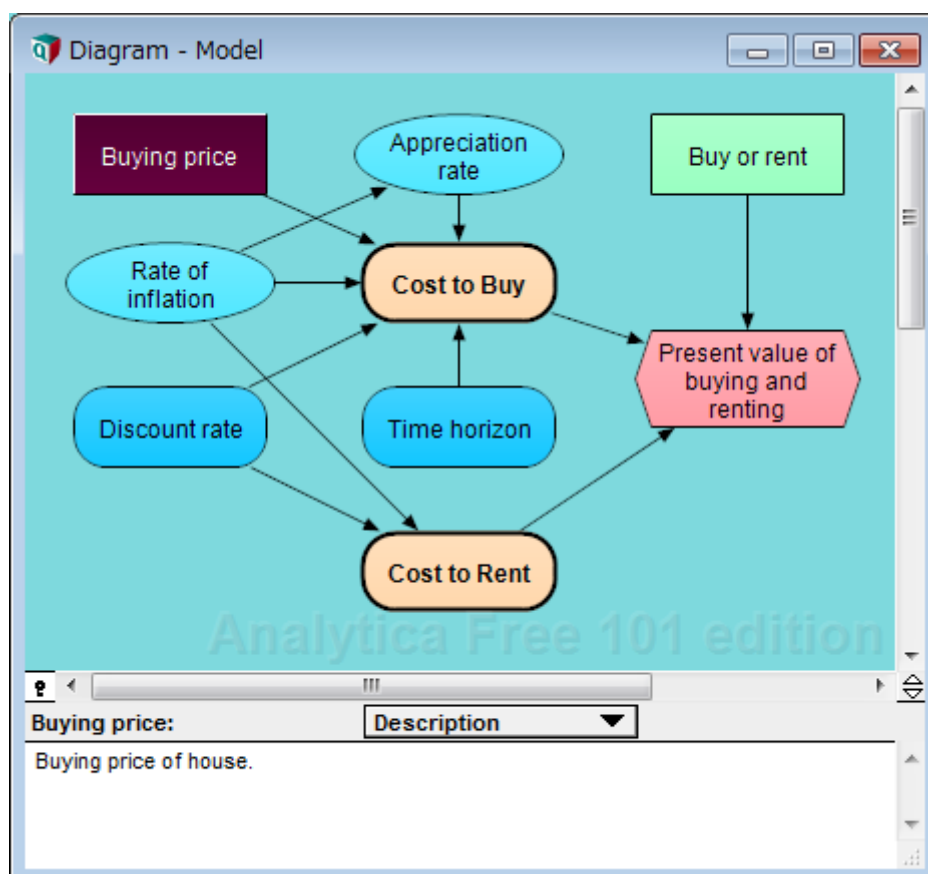 Diagram - Model
Buying price
Appreciation
rate
Buy or rent
Rate of
inflation
Cost to Buy
Present value of
buying and
renting
Discount rate
Time horizon
Cost to Rent
Analytica Free 101 edition
Buying price:
Description
Buying price of house.